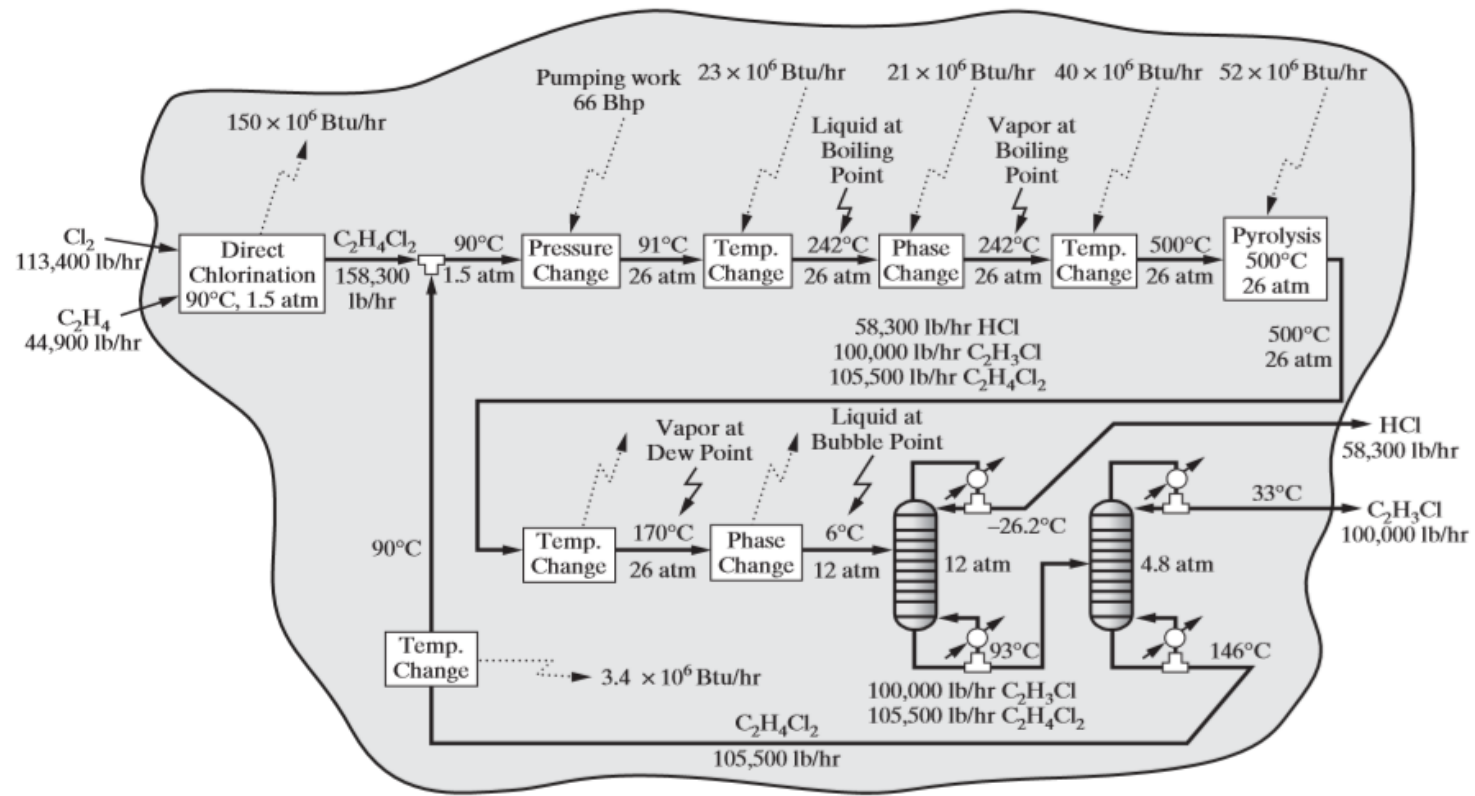 Pumping work
66 Bhp
23 × 10⁶ Btu/hr
21 × 10⁶ Btu/hr
40 × 10⁶ Btu/hr
52 × 10⁶ Btu/hr
150 × 10⁶ Btu/hr
Liquid at
Boiling
Point
Vapor at
Boiling
Point
Cl₂
113,400 lb/hr
C₂H₄
44,900 lb/hr
Direct
Chlorination
90°C, 1.5 atm
C₂H₄Cl₂
158,300
lb/hr
90°C
1.5 atm
Pressure
Change
91°C
26 atm
Temp.
Change
242°C
26 atm
Phase
Change
242°C
26 atm
Temp.
Change
500°C
26 atm
Pyrolysis
500°C
26 atm
500°C
26 atm
58,300 lb/hr HCl
100,000 lb/hr C₂H₃Cl
105,500 lb/hr C₂H₄Cl₂
Vapor at
Dew Point
Liquid at
Bubble Point
HCl
58,300 lb/hr
33°C
C₂H₃Cl
100,000 lb/hr
–26.2°C
90°C
Temp.
Change
170°C
26 atm
Phase
Change
6°C
12 atm
12 atm
4.8 atm
93°C
146°C
Temp.
Change
3.4 × 10⁶ Btu/hr
100,000 lb/hr C₂H₃Cl
105,500 lb/hr C₂H₄Cl₂
C₂H₄Cl₂
105,500 lb/hr